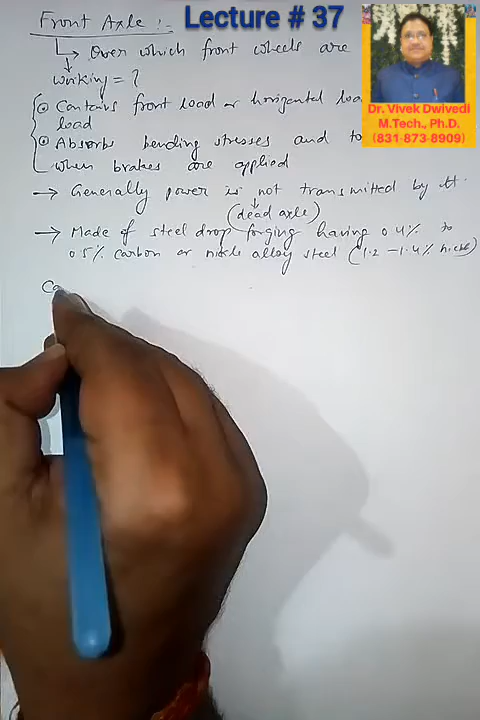 Lecture # 37
Front Axle :-
Over which front wheels are
working = ?
Contains front load or horizontal loa
load
Absorbs bending stresses and to
when brakes are applied
→ Generally power is not transmitted by it.
(dead axle)
→ Made of steel drop forging having 0.4% to
0.5% carbon or nickle alloy steel (1.2 - 1.4% nickle)
Ca
Dr. Vivek Dwivedi
M.Tech., Ph.D.
(831-873-8909)